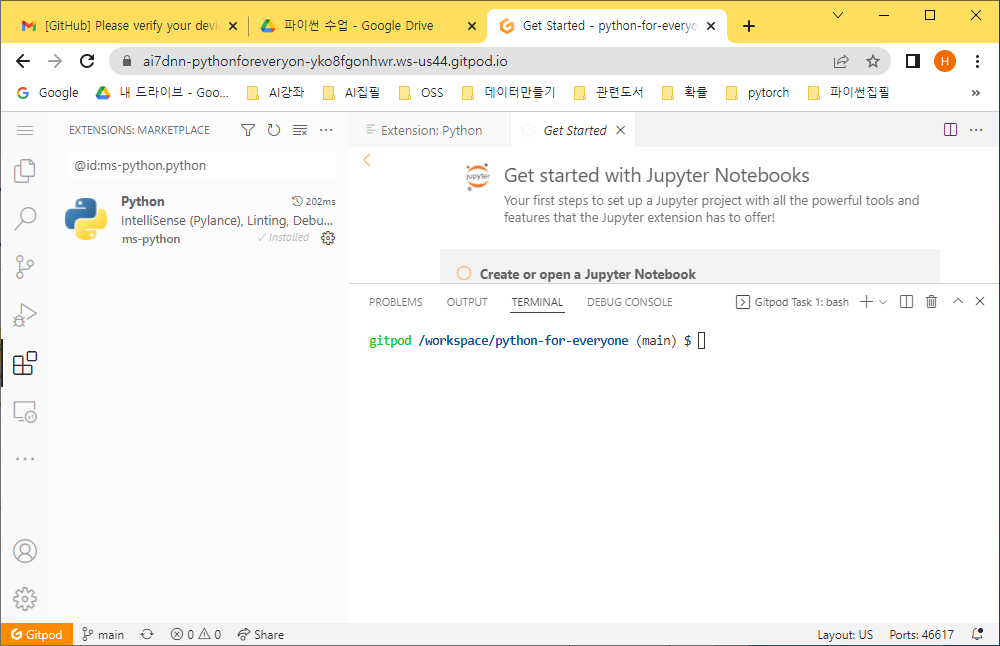 [GitHub] Please verify your devi
파이썬 수업 - Google Drive
Get Started - python-for-everyo
ai7dnn-pythonforeveryon-yko8fgonhwr.ws-us44.gitpod.io
H
Google
내 드라이브 - Goo...
AI강좌
AI집필
OSS
데이터만들기
관련도서
확률
pytorch
파이썬집필
»
EXTENSIONS: MARKETPLACE
@id:ms-python.python
Python
202ms
IntelliSense (Pylance), Linting, Debu...
ms-python
✓ Installed
Extension: Python
Get Started
jupyter
Get started with Jupyter Notebooks
Your first steps to set up a Jupyter project with all the powerful tools and
features that the Jupyter extension has to offer!
Create or open a Jupyter Notebook
PROBLEMS
OUTPUT
TERMINAL
DEBUG CONSOLE
Gitpod Task 1: bash
gitpod /workspace/python-for-everyone (main) $
Gitpod
main
0
0
Share
Layout: US
Ports: 46617